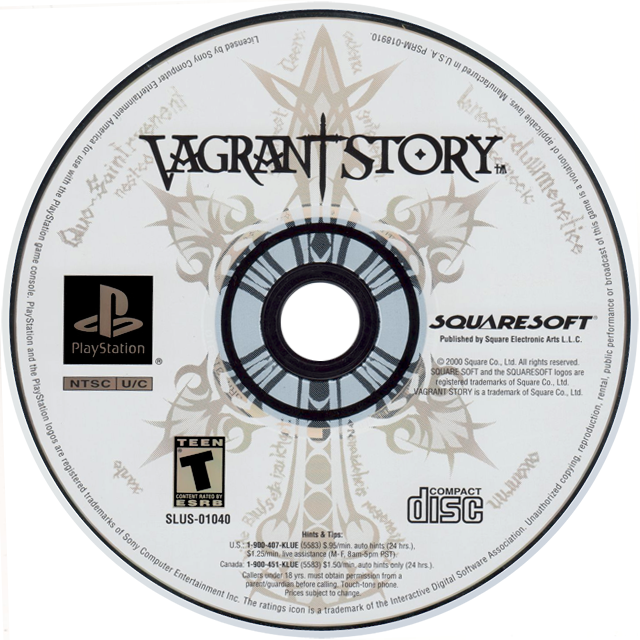 VAGRANT STORY™
PlayStation
®
NTSC U/C
SQUARESOFT®
Published by Square Electronic Arts L.L.C.
© 2000 Square Co., Ltd. All rights reserved.
SQUARE SOFT and the SQUARESOFT logos are
registered trademarks of Square Co., Ltd.
VAGRANT STORY is a trademark of Square Co., Ltd.
TEEN
T
CONTENT RATED BY
ESRB
SLUS-01040
COMPACT
disc
Hints & Tips:
U.S.: 1-900-407-KLUE (5583) $.95/min. auto hints (24 hrs.),
$1.25/min. live assistance (M-F, 8am-5pm PST)
Canada: 1-900-451-KLUE (5583) $1.50/min, auto hints only (24 hrs.).
Callers under 18 yrs. must obtain permission from a
parent/guardian before calling. Touch-tone phone.
Prices subject to change.
Licensed by Sony Computer Entertainment America for use with the PlayStation game console. PlayStation and the PlayStation logos are registered trademarks of Sony Computer Entertainment Inc. The ratings icon is a trademark of the Interactive Digital Software Association. Unauthorized copying, reproduction, rental, public performance or broadcast of this game is a violation of applicable laws. Manufactured in U.S.A. PSRM-018910.